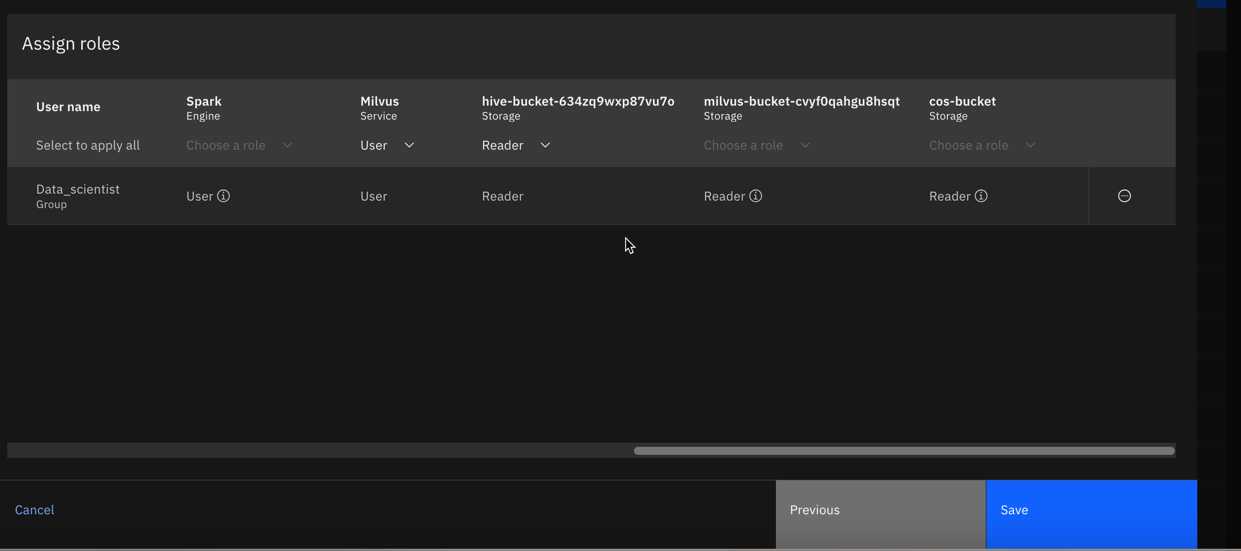 Assign roles
User name
Spark
Engine
Milvus
Service
hive-bucket-634zq9wxp87vu7o
Storage
milvus-bucket-cvyf0qahgu8hsqt
Storage
cos-bucket
Storage
Select to apply all
Choose a role
User
Reader
Choose a role
Choose a role
Data_scientist
Group
User
User
Reader
Reader
Reader
Cancel
Previous
Save